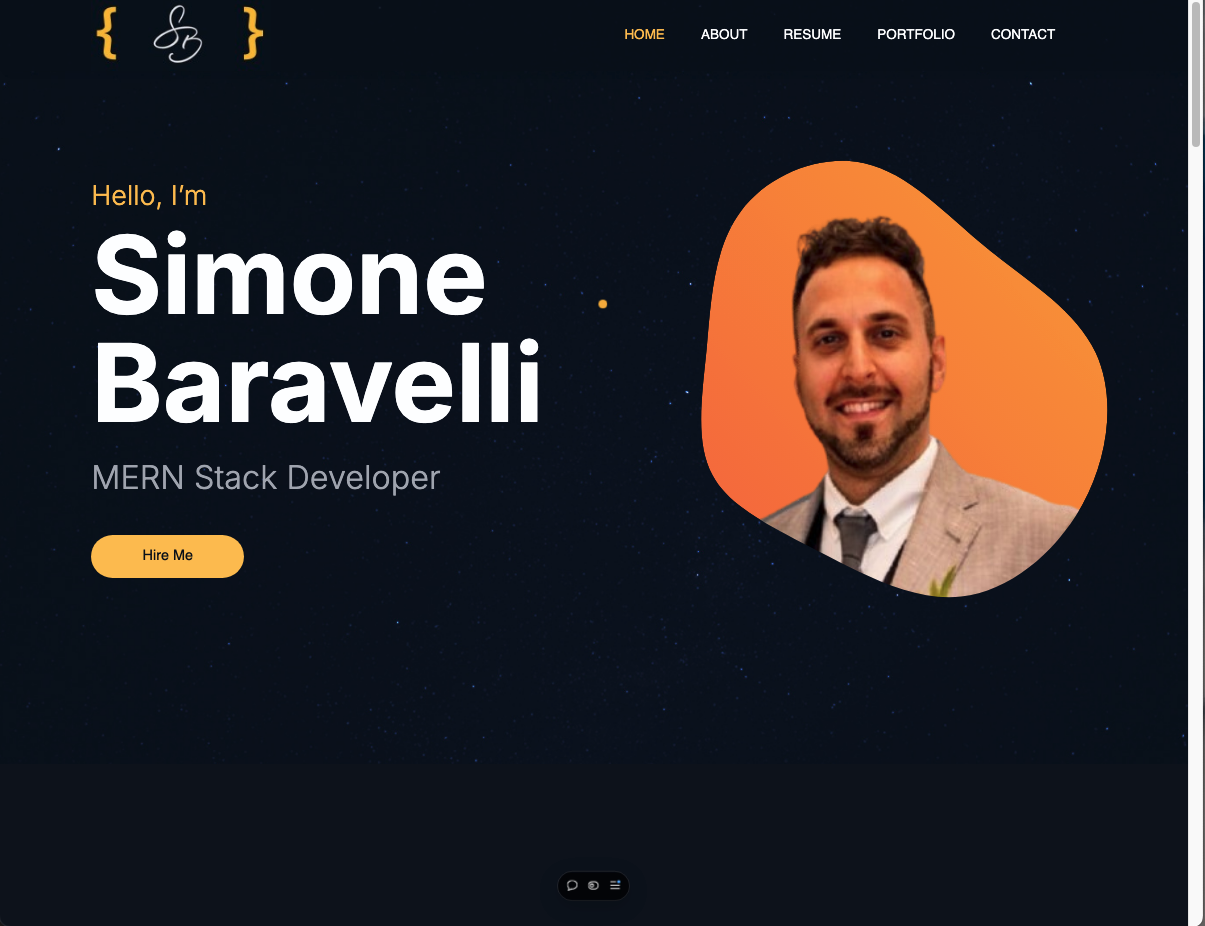 { SB }
HOME ABOUT RESUME PORTFOLIO CONTACT
Hello, I’m
Simone
Baravelli
MERN Stack Developer
Hire Me